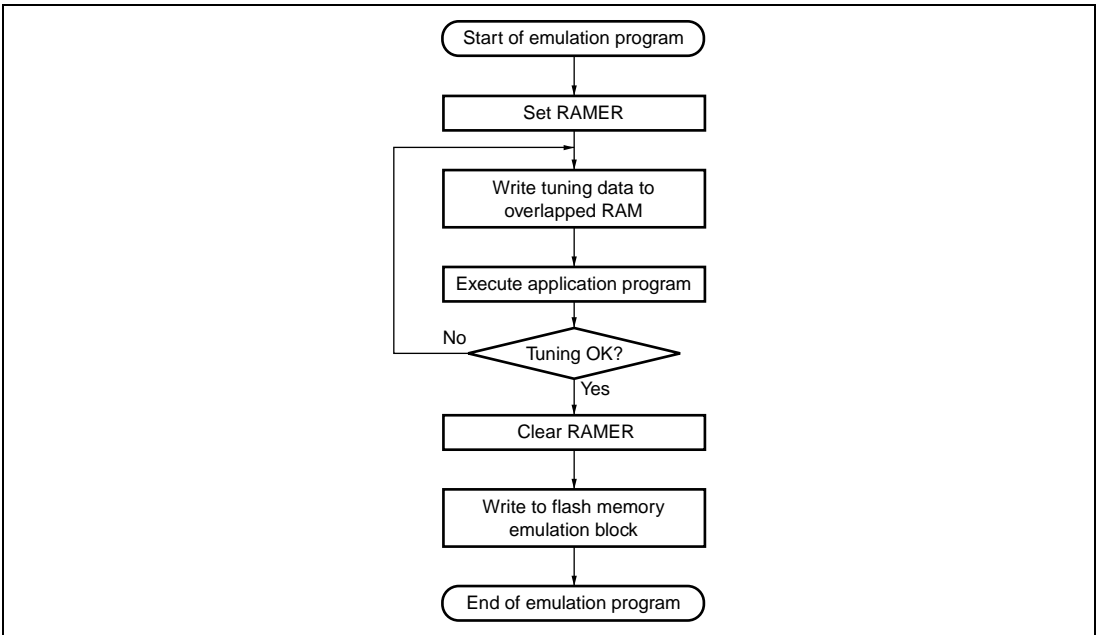 Start of emulation program
Set RAMER
Write tuning data to
overlapped RAM
Execute application program
No
Tuning OK?
Yes
Clear RAMER
Write to flash memory
emulation block
End of emulation program